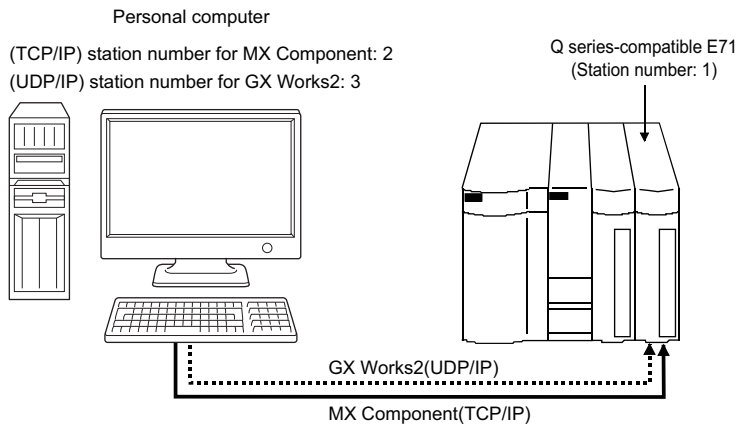 Personal computer
(TCP/IP) station number for MX Component: 2
(UDP/IP) station number for GX Works2: 3
Q series-compatible E71
(Station number: 1)
GX Works2(UDP/IP)
MX Component(TCP/IP)